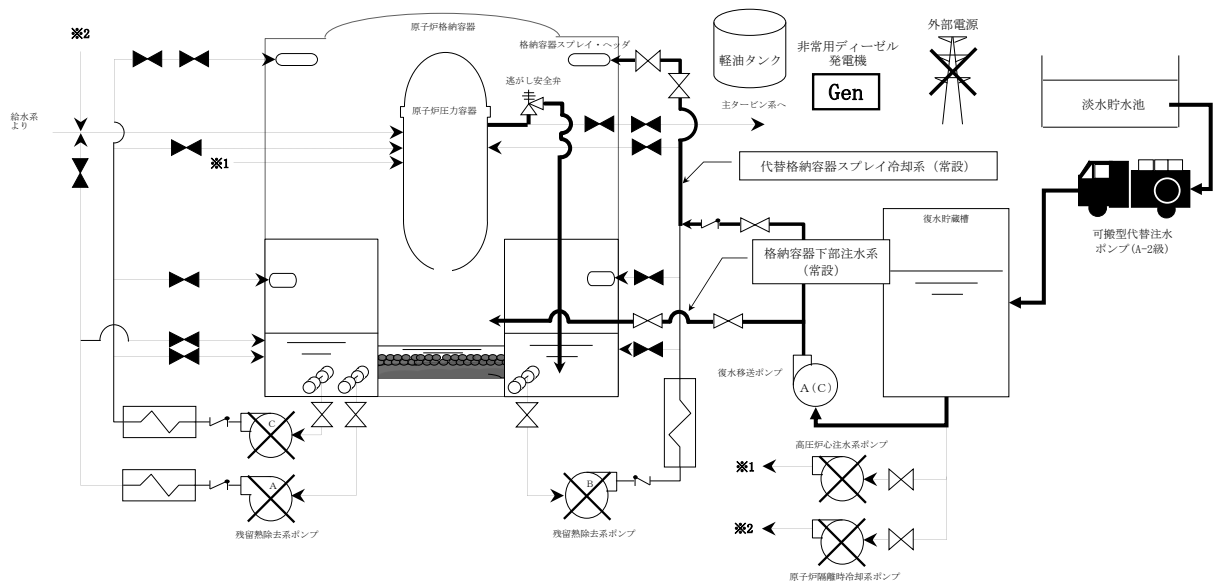 ※2
原子炉格納容器
格納容器スプレイ・ヘッダ
逃がし安全弁
原子炉圧力容器
給水系
より
※1
軽油タンク
非常用ディーゼル
発電機
Gen
外部電源
主タービン系へ
淡水貯水池
代替格納容器スプレイ冷却系(常設)
可搬型代替注水
ポンプ(A-2級)
復水貯蔵槽
格納容器下部注水系
(常設)
復水移送ポンプ
A(C)
C
A
残留熱除去系ポンプ
B
残留熱除去系ポンプ
高圧炉心注水系ポンプ
※1
※2
原子炉隔離時冷却系ポンプ